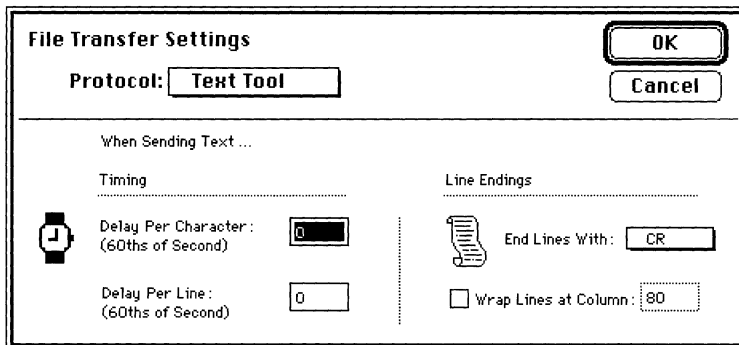 File Transfer Settings
OK
Protocol: Text Tool
Cancel
When Sending Text ...
Timing
Line Endings
Delay Per Character:
(60ths of Second)
0
End Lines With: CR
Delay Per Line:
(60ths of Second)
0
Wrap Lines at Column: 80